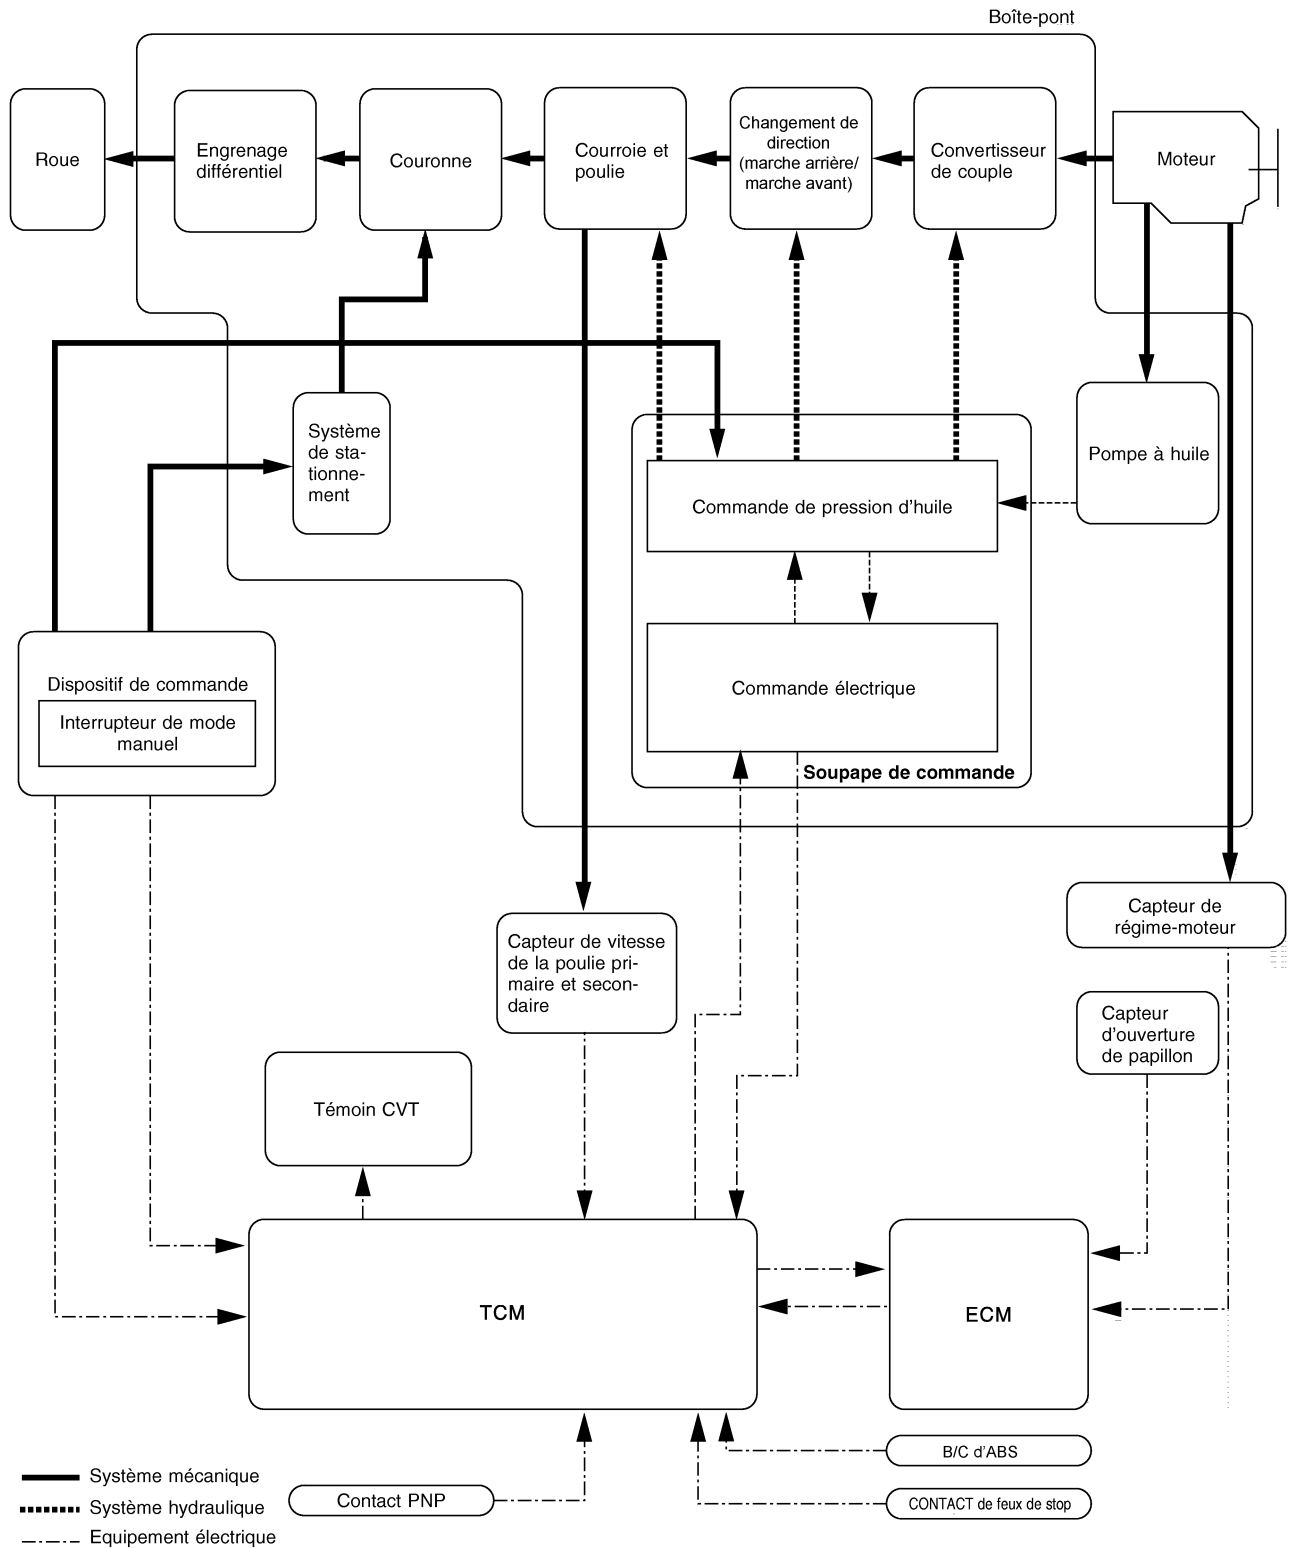 Boîte-pont
Roue
Engrenage
différentiel
Couronne
Courroie et
poulie
Changement de
direction
(marche arrière/
marche avant)
Convertisseur
de couple
Moteur
Système
de sta-
tionne-
ment
Pompe à huile
Commande de pression d'huile
Dispositif de commande
Interrupteur de mode
manuel
Commande électrique
Soupape de commande
Capteur de
régime-moteur
Capteur de vitesse
de la poulie pri-
maire et secon-
daire
Capteur
d'ouverture
de papillon
Témoin CVT
TCM
ECM
B/C d'ABS
Contact PNP
CONTACT de feux de stop
Système mécanique
Système hydraulique
Equipement électrique